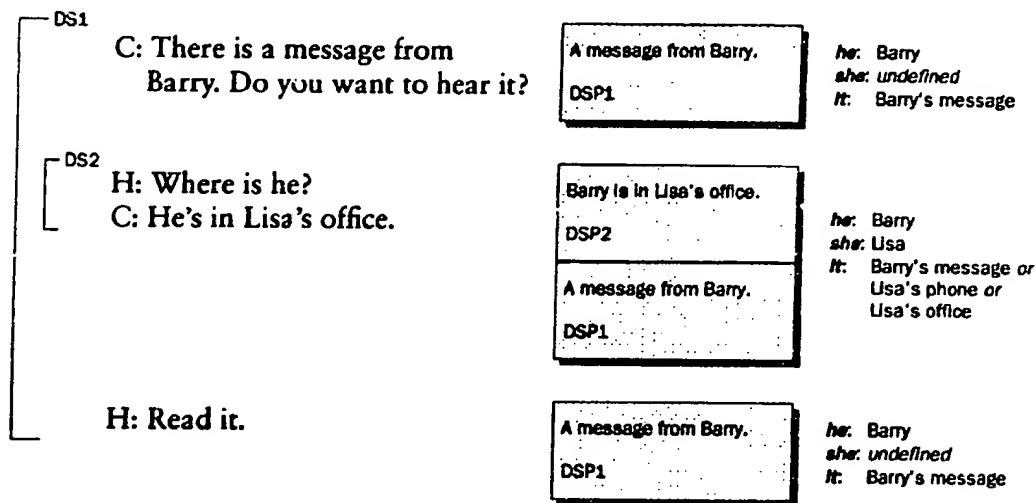 DS1
C: There is a message from
Barry. Do you want to hear it?
A message from Barry.
DSP1
he: Barry
she: undefined
it: Barry's message
DS2
H: Where is he?
C: He's in Lisa's office.
Barry is in Lisa's office.
DSP2
A message from Barry.
DSP1
he: Barry
she: Lisa
it: Barry's message or
Lisa's phone or
Lisa's office
H: Read it.
A message from Barry.
DSP1
he: Barry
she: undefined
it: Barry's message